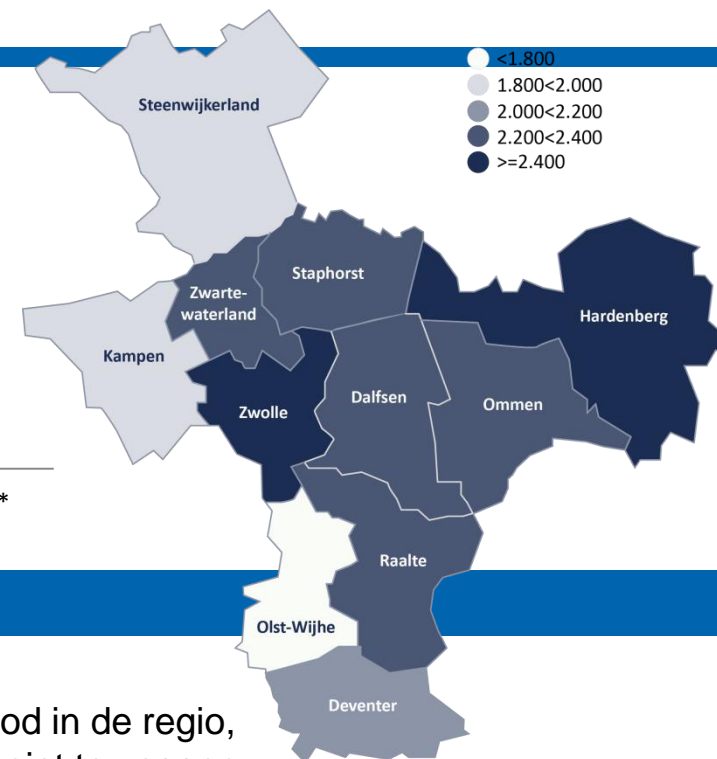 <1.800
1.800<2.000
2.000<2.200
2.200<2.400
>=2.400
Steenwijkerland
Staphorst
Zwarte-
waterland
Hardenberg
Kampen
Dalfsen
Ommen
Zwolle
*
Raalte
Olst-Wijhe
Deventer
od in de regio,